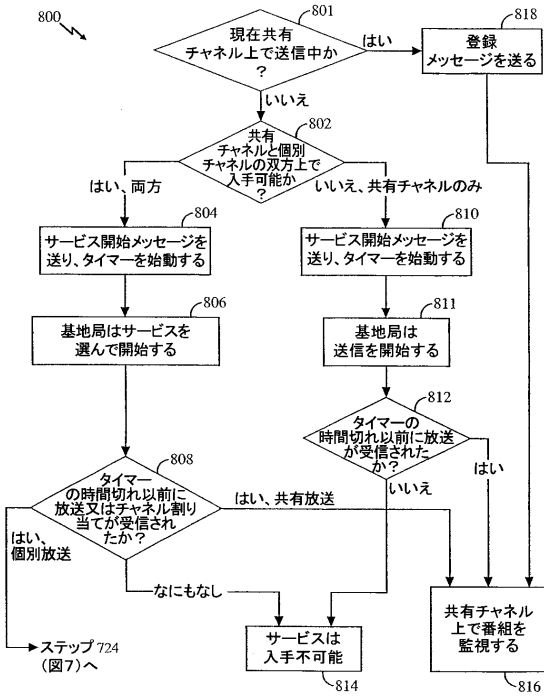 800
801
現在共有
チャネル上で送信中か
?
はい
818
登録
メッセージを送る
いいえ
802
共有
チャネルと個別
チャネルの双方上で
入手可能か
?
はい、両方
いいえ、共有チャネルのみ
804
サービス開始メッセージを
送り、タイマーを始動する
810
サービス開始メッセージを
送り、タイマーを始動する
806
基地局はサービスを
選んで開始する
811
基地局は
送信を開始する
812
タイマーの
時間切れ以前に放送
が受信された
か?
はい
いいえ
808
タイマー
の時間切れ以前に
放送又はチャネル割り
当てが受信され
たか?
はい、共有放送
はい、
個別放送
なにもなし
ステップ724
(図7)へ
サービスは
入手不可能
814
共有チャネル
上で番組を
監視する
816